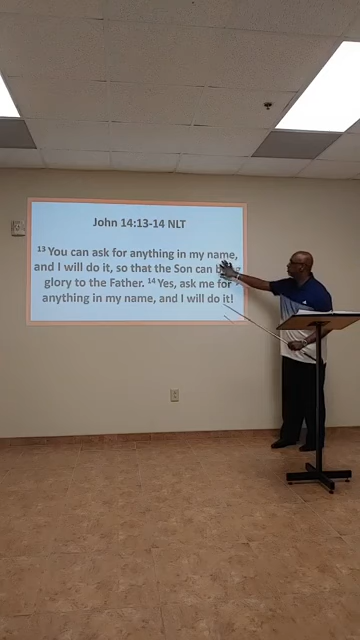 John 14:13-14 NLT
13 You can ask for anything in my name,
and I will do it, so that the Son can
glory to the Father. 14 Yes, ask me for
anything in my name, and I will do it!